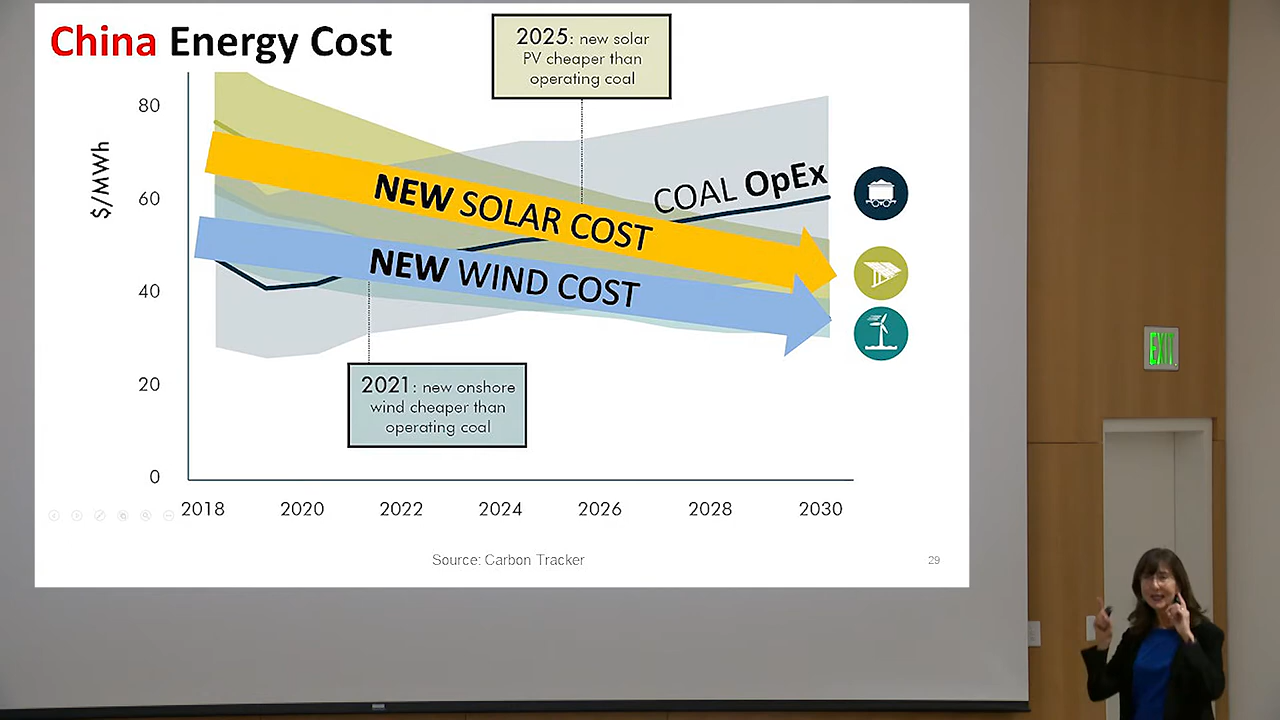 China Energy Cost
2025: new solar
PV cheaper than
operating coal
$/MWh
80
60
40
20
0
COAL OpEx
NEW SOLAR COST
NEW WIND COST
2021: new onshore
wind cheaper than
operating coal
2018 2020 2022 2024 2026 2028 2030
Source: Carbon Tracker
29
EXIT